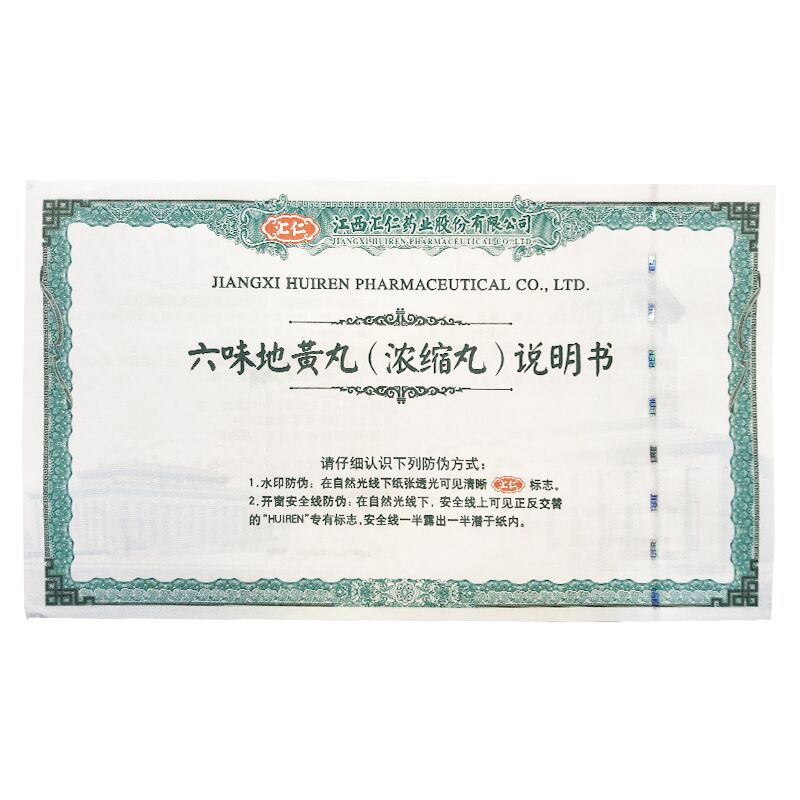 汇仁 江西汇仁药业股份有限公司
JIANGXI HUIREN PHARMACEUTICAL CO., LTD.
JIANGXI HUIREN PHARMACEUTICAL CO., LTD.
六味地黄丸（浓缩丸）说明书
请仔细认识下列防伪方式：
1.水印防伪：在自然光线下纸张透光可见清晰 汇仁 标志。
2.开窗安全线防伪：在自然光线下，安全线上可见正反交替
的“HUIREN”专有标志，安全线一半露出一半潜于纸内。